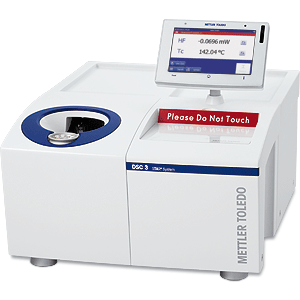 METTLER TOLEDO
HF -0.0696 mW
Tc 142.04 °C
Please Do Not Touch
DSC 3
STARe System
METTLER TOLEDO